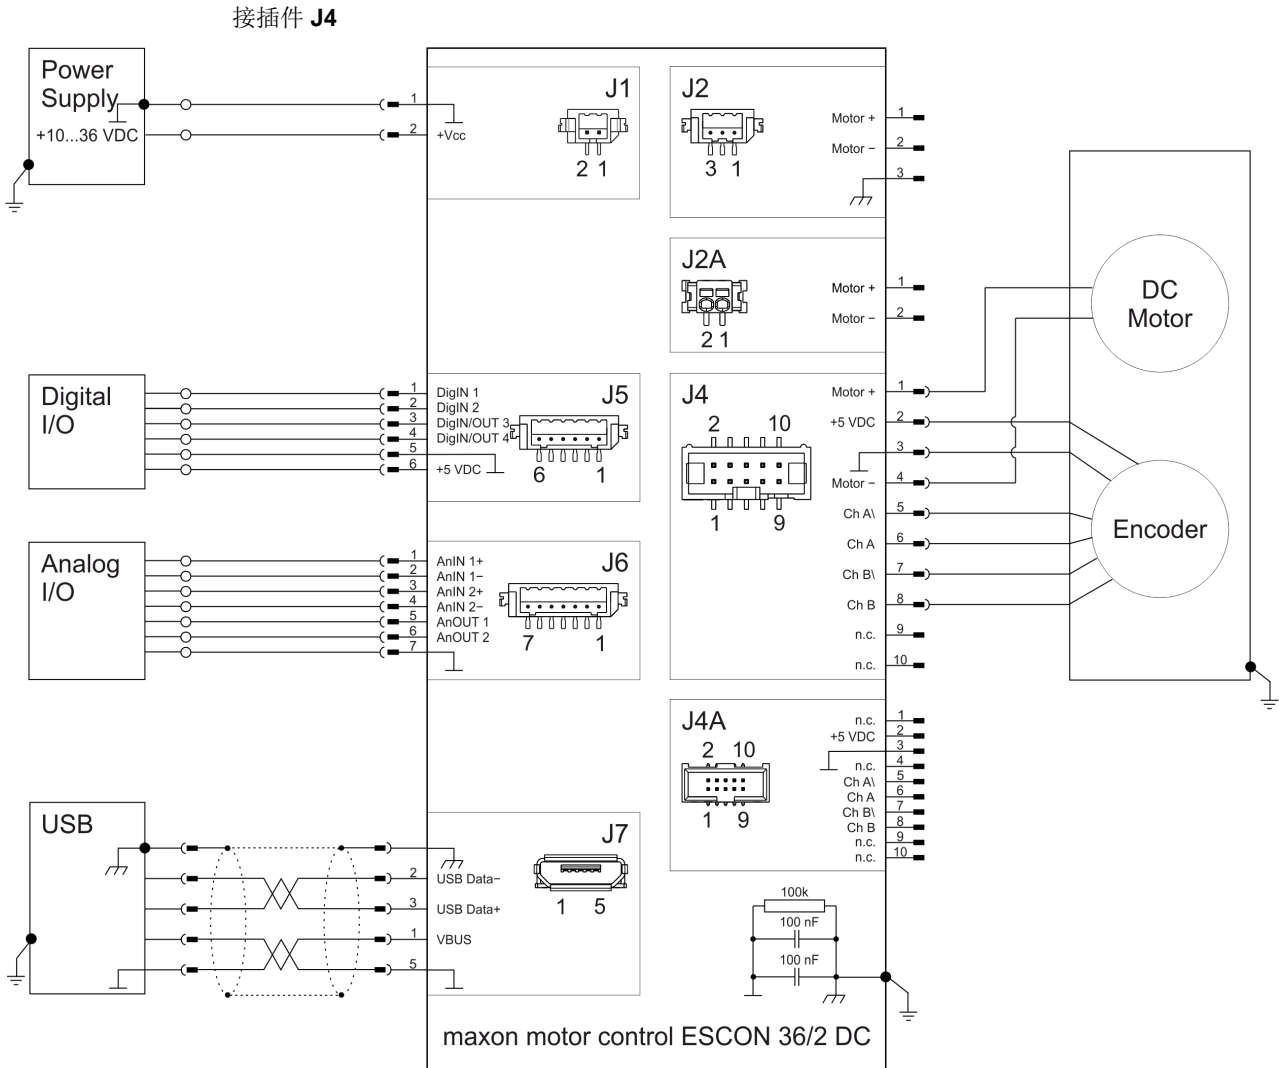 接插件 J4
Power
Supply
+10...36 VDC
1
2
+Vcc
J1
2 1
J2
3 1
Motor +
1
Motor −
2
3
J2A
2 1
Motor +
1
Motor −
2
DC
Motor
Digital
I/O
1
DigIN 1
2
DigIN 2
3
DigIN/OUT 3
4
DigIN/OUT 4
5
6
+5 VDC
J5
6 1
J4
2 10
1 9
Motor +
1
+5 VDC
2
3
Motor −
4
Ch A\
5
Ch A
6
Ch B\
7
Ch B
8
n.c.
9
n.c.
10
Encoder
Analog
I/O
1
AnIN 1+
2
AnIN 1−
3
AnIN 2+
4
AnIN 2−
5
AnOUT 1
6
AnOUT 2
7
J6
7 1
J4A
2 10
1 9
n.c.
1
+5 VDC
2
3
n.c.
4
Ch A\
5
Ch A
6
Ch B\
7
Ch B
8
n.c.
9
n.c.
10
USB
2
USB Data−
3
USB Data+
1
VBUS
5
J7
1 5
100k
100 nF
100 nF
maxon motor control ESCON 36/2 DC